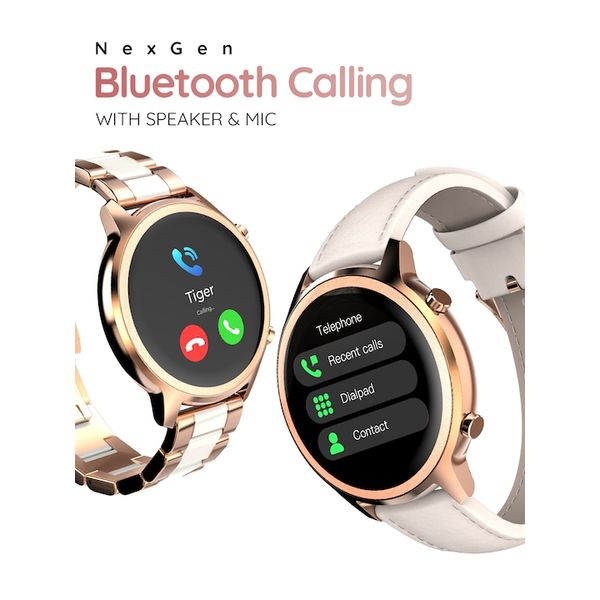 NexGen
Bluetooth Calling
WITH SPEAKER & MIC
Tiger
Calling...
Telephone
Recent calls
Dialpad
Contact